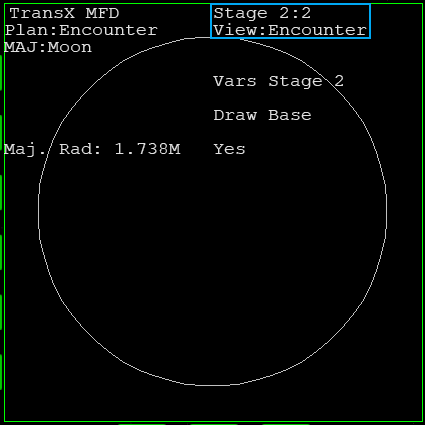 TransX MFD Stage 2:2
Plan:Encounter View:Encounter
MAJ:Moon
Vars Stage 2
Draw Base
Maj. Rad: 1.738M Yes